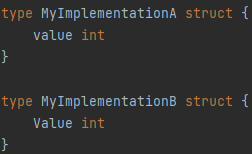 type MyImplementationA struct {
    value int
}

type MyImplementationB struct {
    Value int
}